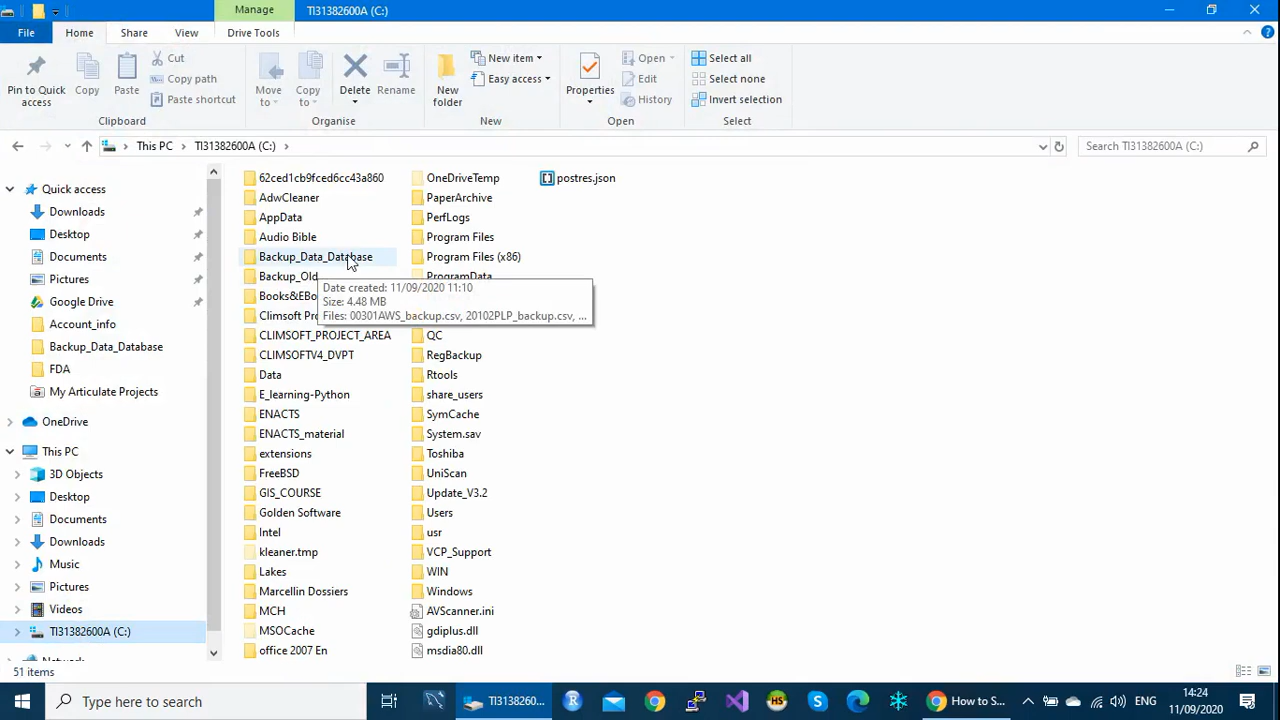 Manage
TI31382600A (C:)
File
Home
Share
View
Drive Tools
Pin to Quick access
Copy
Paste
Cut
Copy path
Paste shortcut
Clipboard
Move to
Copy to
Delete
Rename
Organise
New folder
New item
Easy access
New
Properties
Open
Edit
History
Open
Select all
Select none
Invert selection
Select
This PC
TI31382600A (C:)
Search TI31382600A (C:)
Quick access
Downloads
Desktop
Documents
Pictures
Google Drive
Account_info
Backup_Data_Database
FDA
My Articulate Projects
OneDrive
This PC
3D Objects
Desktop
Documents
Downloads
Music
Pictures
Videos
TI31382600A (C:)
Network
62ced1cb9fced6cc43a860
AdwCleaner
AppData
Audio Bible
Backup_Data_Database
Backup_Old
Books&EBo
Climsoft Pr
CLIMSOFT_PROJECT_AREA
CLIMSOFTV4_DVPT
Data
E_learning-Python
ENACTS
ENACTS_material
extensions
FreeBSD
GIS_COURSE
Golden Software
Intel
kleaner.tmp
Lakes
Marcellin Dossiers
MCH
MSOCache
office 2007 En
OneDriveTemp
PaperArchive
PerfLogs
Program Files
Program Files (x86)
ProgramData
Date created: 11/09/2020 11:10
Size: 4.48 MB
Files: 00301AWS_backup.csv, 20102PLP_backup.csv, ...
QC
RegBackup
Rtools
share_users
SymCache
System.sav
Toshiba
UniScan
Update_V3.2
Users
usr
VCP_Support
WIN
Windows
AVScanner.ini
gdiplus.dll
msdia80.dll
postres.json
51 items
Type here to search
TI3138260...
How to S...
ENG
14:24
11/09/2020